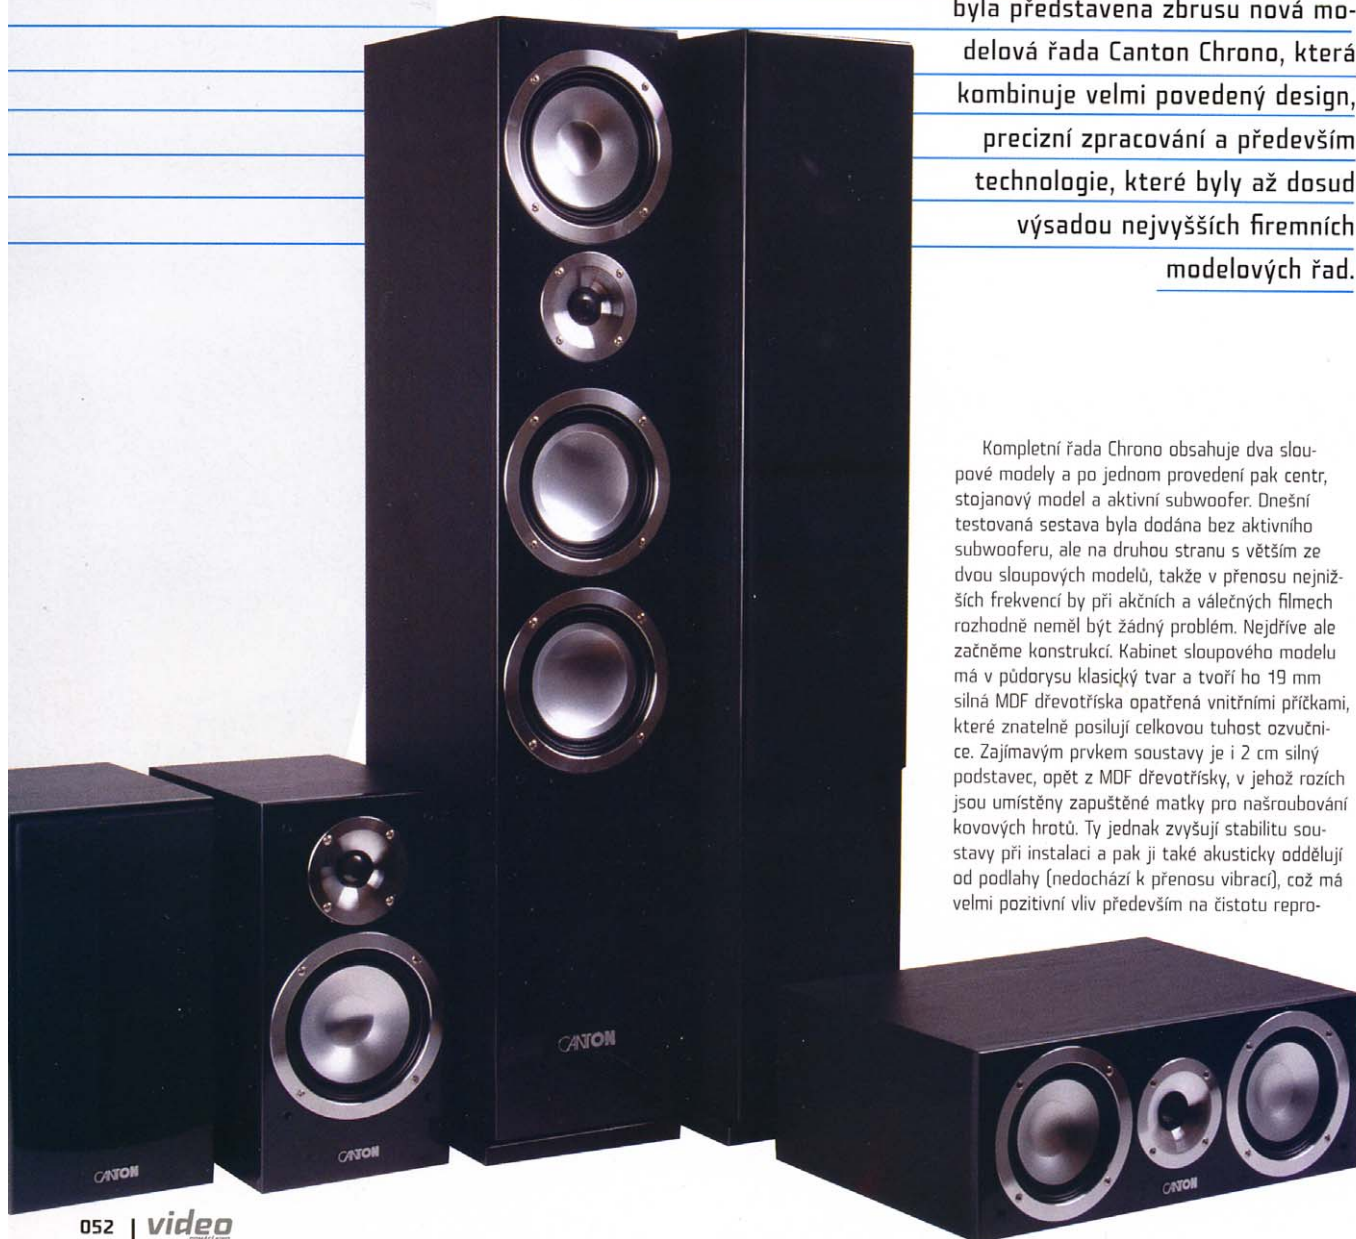 byla představena zbrusu nová mo-
delová řada Canton Chrono, která
kombinuje velmi povedený design,
precizní zpracování a především
technologie, které byly až dosud
výsadou nejvyšších firemních
modelových řad.
Kompletní řada Chrono obsahuje dva slou-
pové modely a po jednom provedení pak centr,
stojanový model a aktivní subwoofer. Dnešní
testovaná sestava byla dodána bez aktivního
subwooferu, ale na druhou stranu s větším ze
dvou sloupových modelů, takže v přenosu nejniž-
ších frekvencí by při akčních a válečných filmech
rozhodně neměl být žádný problém. Nejdříve ale
začněme konstrukcí. Kabinet sloupového modelu
má v půdorysu klasický tvar a tvoří ho 19 mm
silná MDF dřevotříska opatřená vnitřními příčkami,
které znatelně posilují celkovou tuhost ozvučni-
ce. Zajímavým prvkem soustavy je i 2 cm silný
podstavec, opět z MDF dřevotřísky, v jehož rozích
jsou umístěny zapuštěné matky pro našroubování
kovových hrotů. Ty jednak zvyšují stabilitu sou-
stavy při instalaci a pak ji také akusticky oddělují
od podlahy (nedochází k přenosu vibrací), což má
velmi pozitivní vliv především na čistotu repro-
CANTON
CANTON
CANTON
CANTON
052 | video